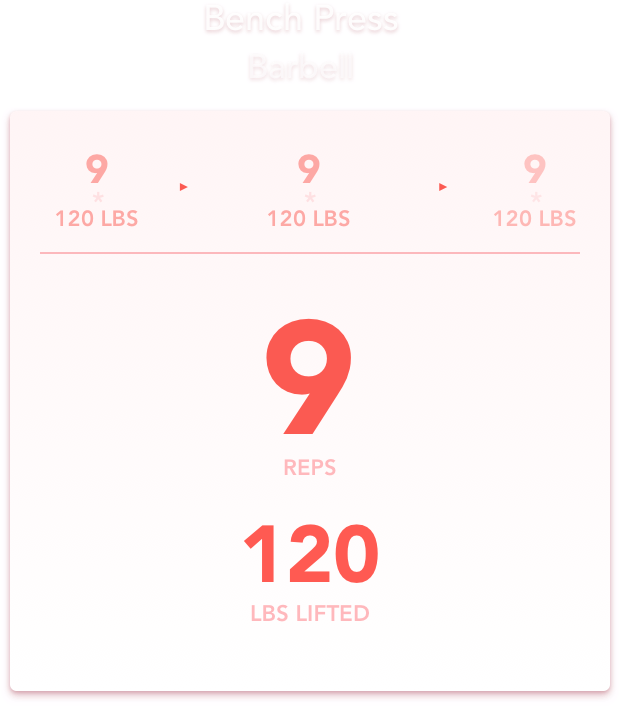 Bench Press
Barbell
9 ▸ 9 ▸ 9
* * *
120 LBS 120 LBS 120 LBS
9
REPS
120
LBS LIFTED